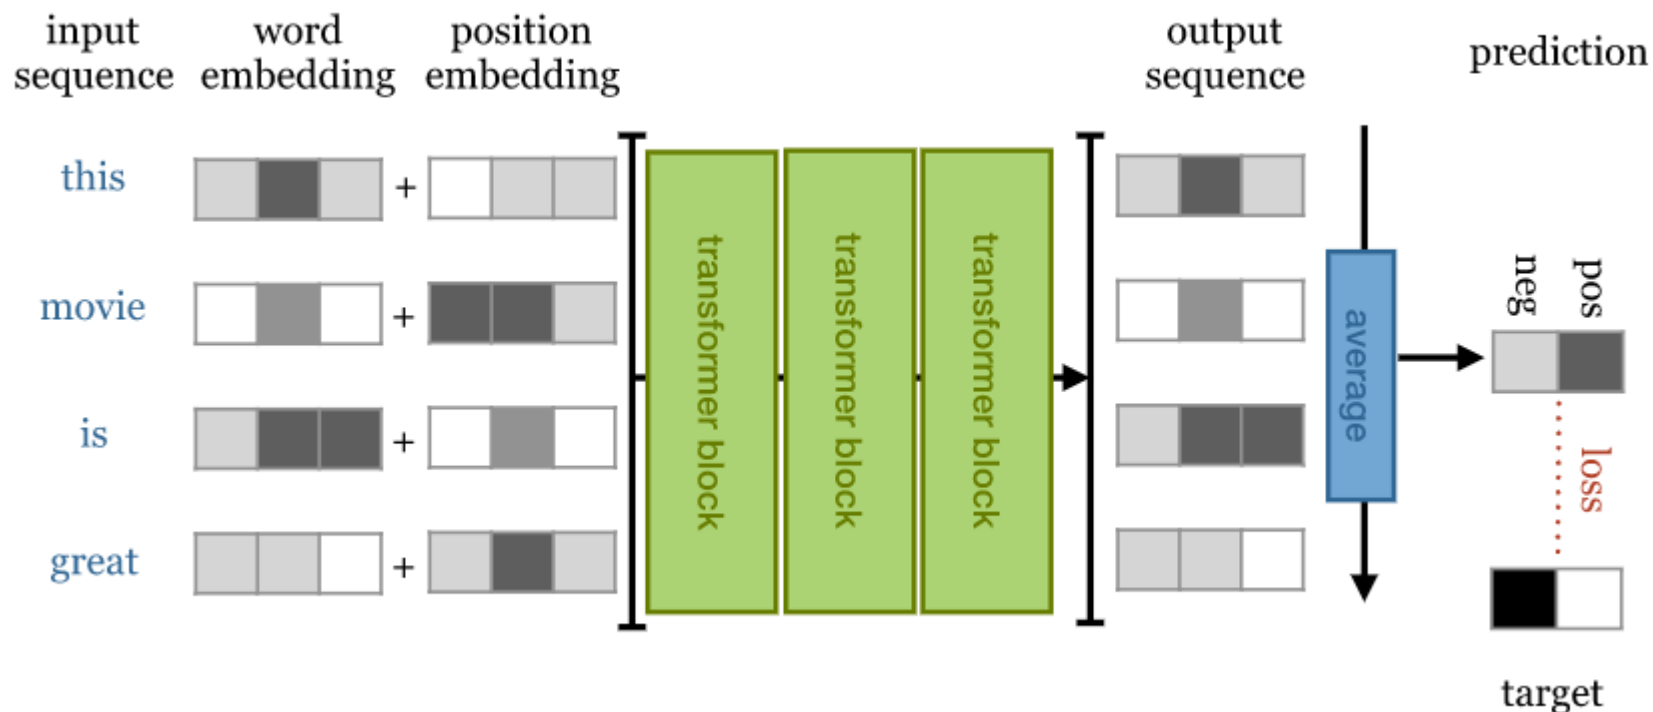 input
sequence
word
embedding
position
embedding
output
sequence
prediction
this
+
movie
+
is
+
great
+
transformer block
transformer block
transformer block
average
neg
pos
loss
target